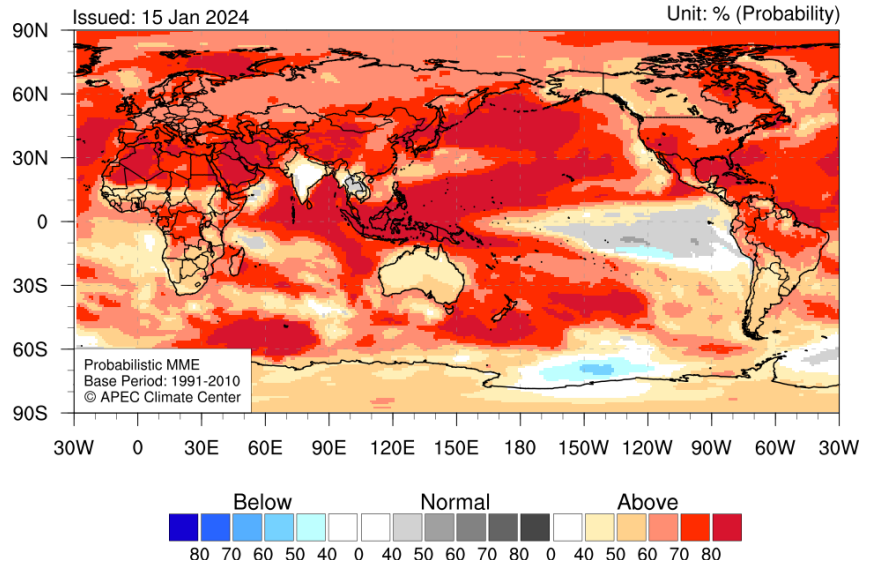 Issued: 15 Jan 2024
Unit: % (Probability)
90N
60N
30N
0
30S
60S
90S
Probabilistic MME
Base Period: 1991-2010
© APEC Climate Center
30W 0 30E 60E 90E 120E 150E 180 150W 120W 90W 60W 30W
Below Normal Above
80 70 60 50 40 0 40 50 60 70 80 0 40 50 60 70 80